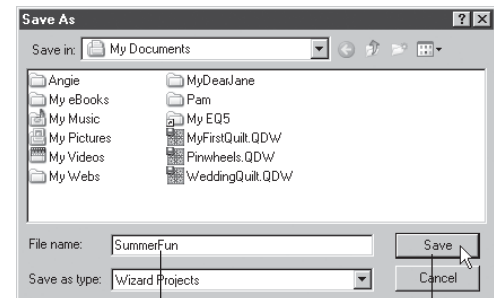 Save As
Save in: My Documents
Angie
My eBooks
My Music
My Pictures
My Videos
My Webs
MyDearJane
Pam
My EQ5
MyFirstQuilt.QDW
Pinwheels.QDW
WeddingQuilt.QDW
File name: SummerFun
Save
Save as type: Wizard Projects
Cancel